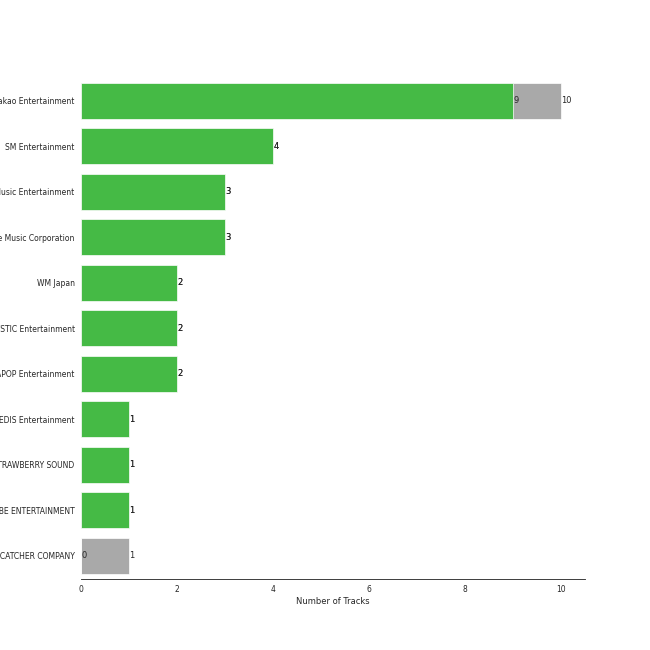 akao Entertainment 9 10
SM Entertainment 4
usic Entertainment 3
e Music Corporation 3
WM Japan 2
STIC Entertainment 2
APOP Entertainment 2
EDIS Entertainment 1
TRAWBERRY SOUND 1
BE ENTERTAINMENT 1
CATCHER COMPANY 0 1
0 2 4 6 8 10
Number of Tracks